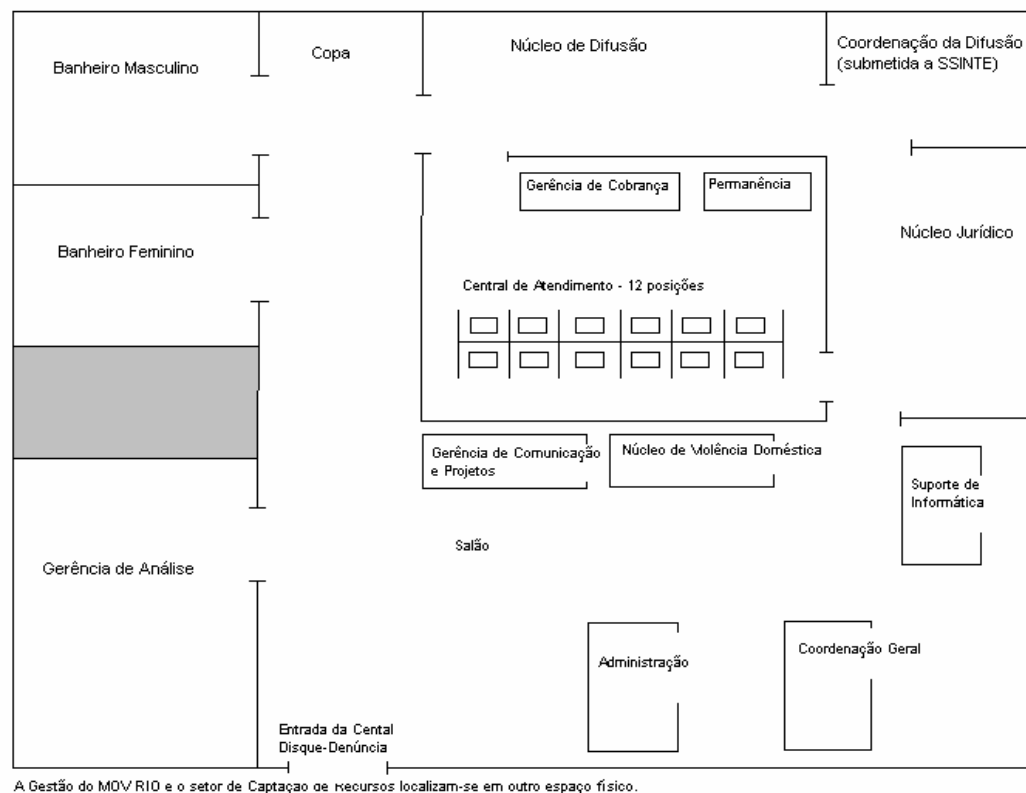 Banheiro Masculino
Copa
Núcleo de Difusão
Coordenação da Difusão
(submetida a SSINTE)
Gerência de Cobrança
Permanência
Banheiro Feminino
Núcleo Jurídico
Central de Atendimento - 12 posições
Gerência de Comunicação
e Projetos
Núcleo de Violência Doméstica
Suporte de
Informática
Salão
Gerência de Análise
Administração
Coordenação Geral
Entrada da Cental
Disque-Denúncia
A Gestão do MOV RIO e o setor de Captação de Recursos localizam-se em outro espaço físico.